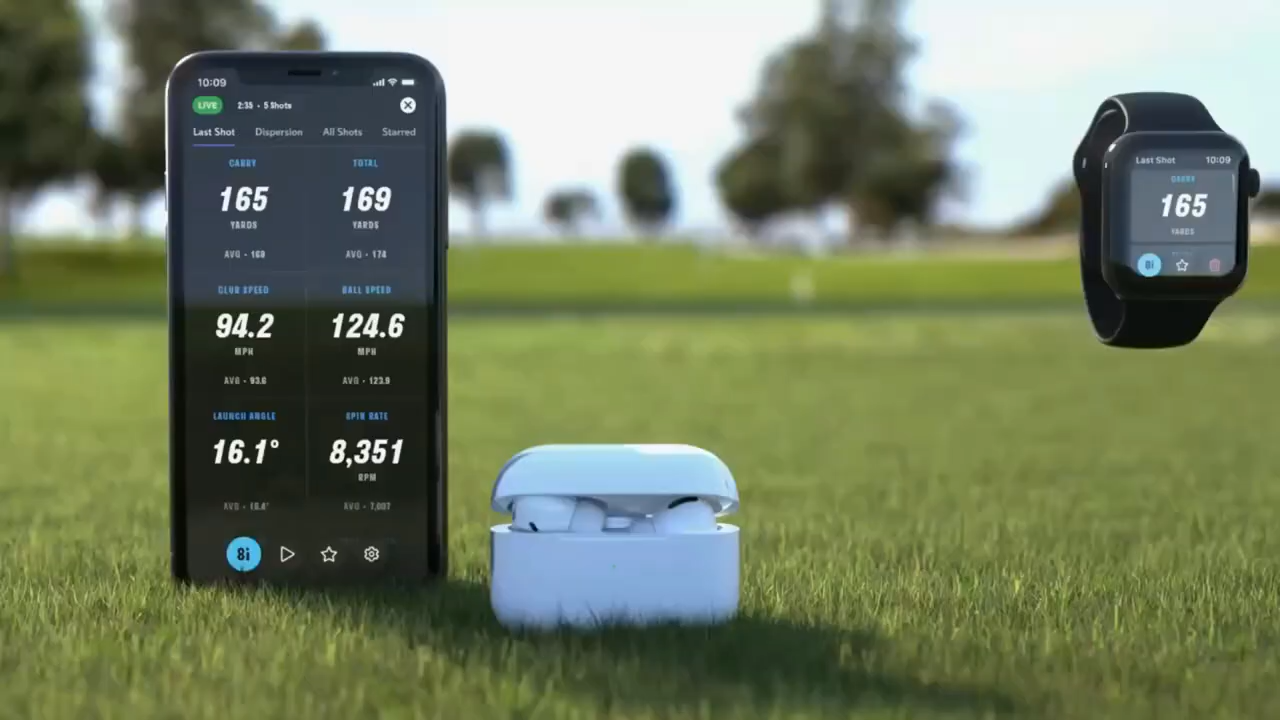 10:09
LIVE 2:35 • 5 Shots
Last Shot Dispersion All Shots Starred
CARRY TOTAL
165 169
YARDS YARDS
AVG • 169 AVG • 174
CLUB SPEED BALL SPEED
94.2 124.6
MPH MPH
AVG • 93.6 AVG • 123.9
LAUNCH ANGLE SPIN RATE
16.1° 8,351
RPM
AVG AVG
8i
Last Shot 10:09
CARRY
165
YARDS
8i